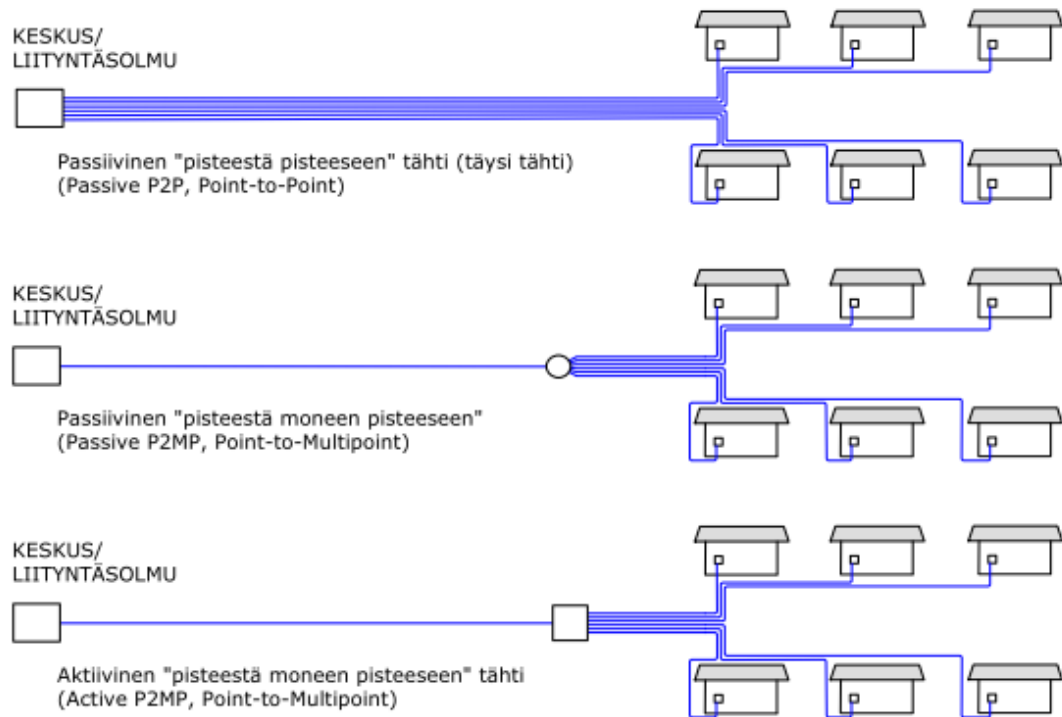 KESKUS/
LIITYNTÄSOLMU
Passiivinen "pisteestä pisteeseen" tähti (täysi tähti)
(Passive P2P, Point-to-Point)
KESKUS/
LIITYNTÄSOLMU
Passiivinen "pisteestä moneen pisteeseen"
(Passive P2MP, Point-to-Multipoint)
KESKUS/
LIITYNTÄSOLMU
Aktiivinen "pisteestä moneen pisteeseen" tähti
(Active P2MP, Point-to-Multipoint)